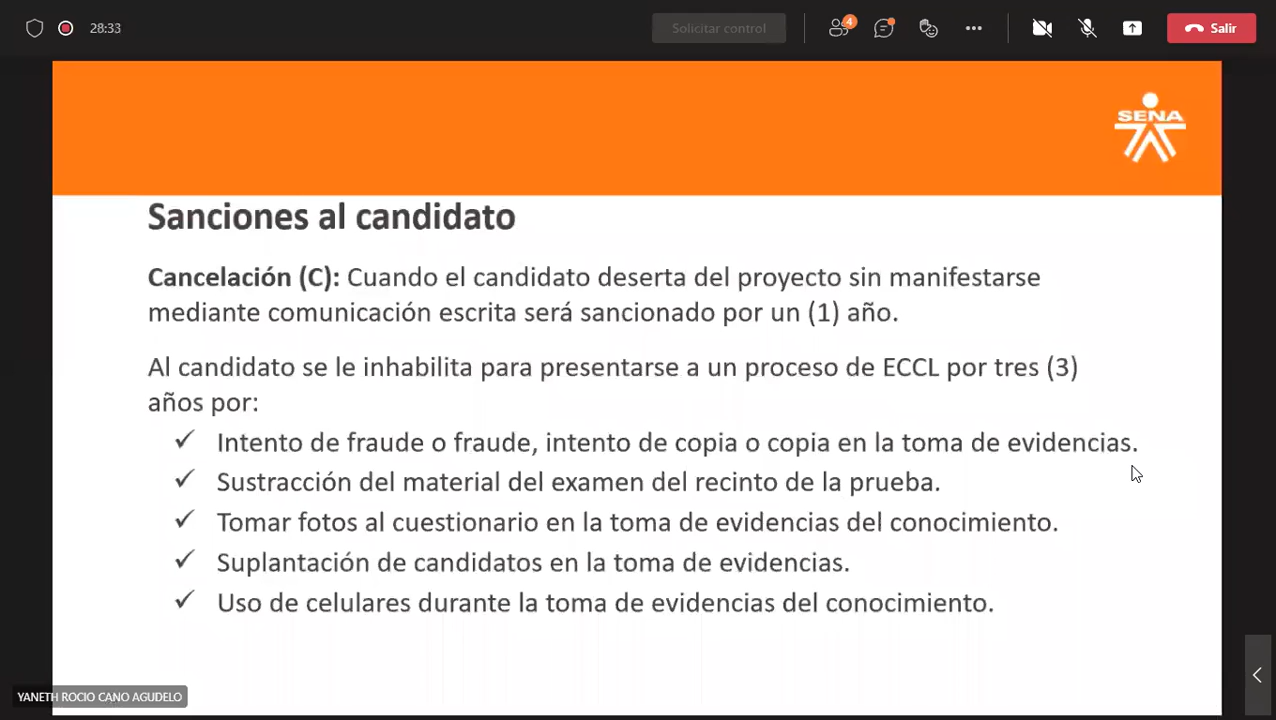 28:33
Solicitar control
4
Salir
SENA
Sanciones al candidato
Cancelación (C): Cuando el candidato deserta del proyecto sin manifestarse
mediante comunicación escrita será sancionado por un (1) año.
Al candidato se le inhabilita para presentarse a un proceso de ECCL por tres (3)
años por:
✓ Intento de fraude o fraude, intento de copia o copia en la toma de evidencias.
✓ Sustracción del material del examen del recinto de la prueba.
✓ Tomar fotos al cuestionario en la toma de evidencias del conocimiento.
✓ Suplantación de candidatos en la toma de evidencias.
✓ Uso de celulares durante la toma de evidencias del conocimiento.
YANETH ROCIO CANO AGUDELO